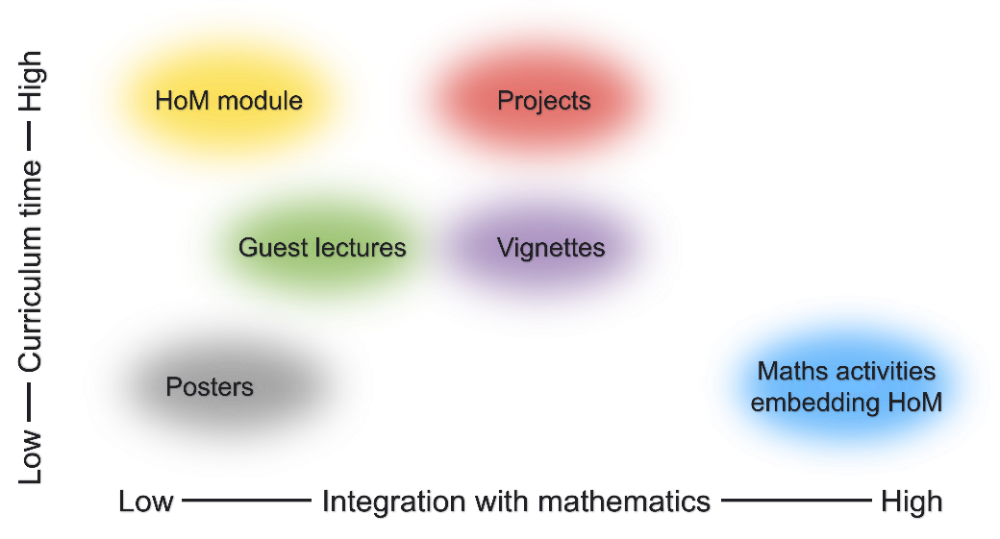 Low — Curriculum time — High
HoM module
Projects
Guest lectures
Vignettes
Posters
Maths activities
embedding HoM
Low — Integration with mathematics — High